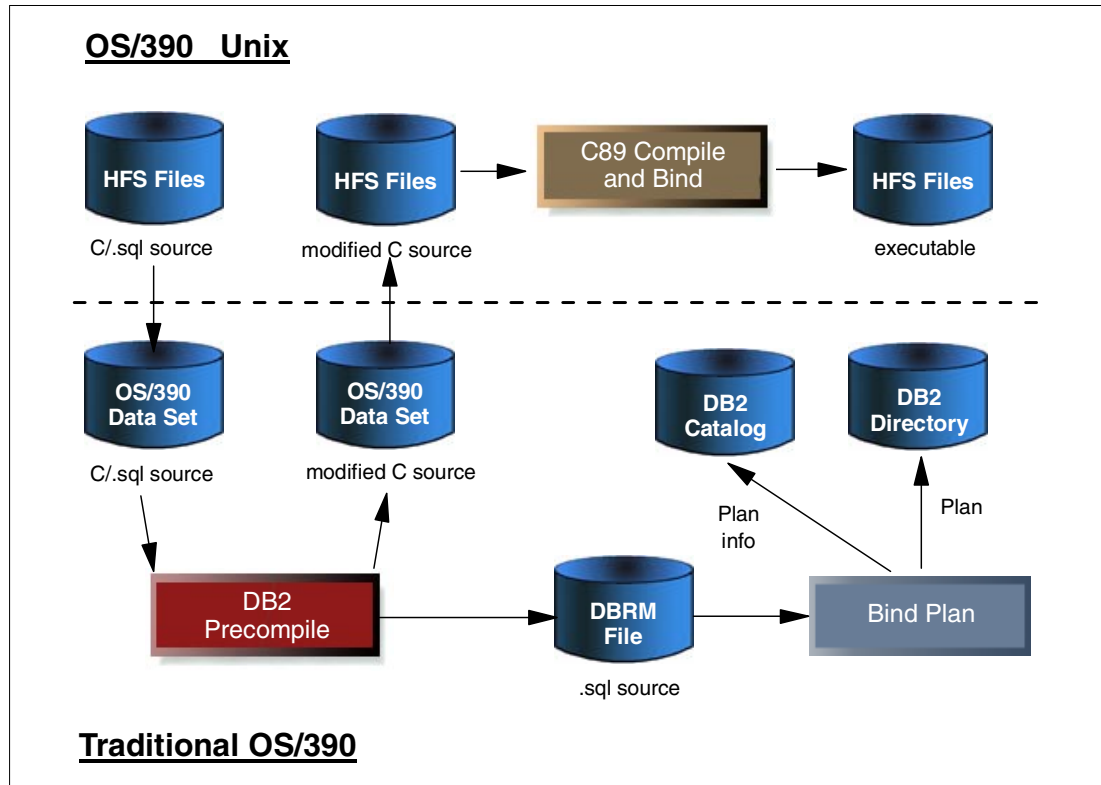 OS/390 Unix
HFS Files
C/.sql source
HFS Files
modified C source
C89 Compile
and Bind
HFS Files
executable
OS/390
Data Set
C/.sql source
OS/390
Data Set
modified C source
DB2
Catalog
DB2
Directory
Plan
info
Plan
DB2
Precompile
DBRM
File
.sql source
Bind Plan
Traditional OS/390